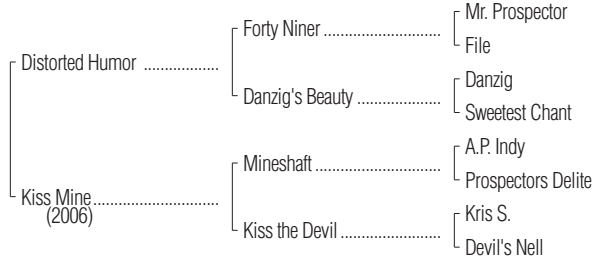 Mr. Prospector
Forty Niner ........................
File
Distorted Humor ...................
Danzig
Danzig's Beauty .................
Sweetest Chant
A.P. Indy
Mineshaft .........................
Prospectors Delite
Kiss Mine ............................
(2006)
Kris S.
Kiss the Devil ....................
Devil's Nell